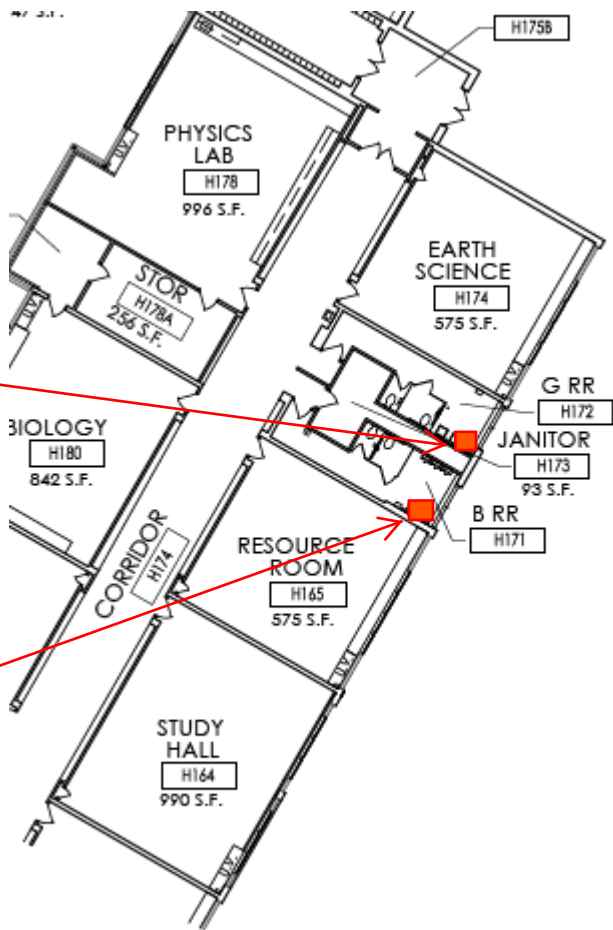 47 S.F.
H175B
PHYSICS
LAB
H178
996 S.F.
U.V.
EARTH
SCIENCE
H174
575 S.F.
STOR
H178A
256 S.F.
U.V.
U.V.
G RR
H172
BIOLOGY
H180
842 S.F.
JANITOR
H173
93 S.F.
B RR
H171
CORRIDOR
H174
RESOURCE
ROOM
H165
575 S.F.
U.V.
STUDY
HALL
H164
990 S.F.
U.V.